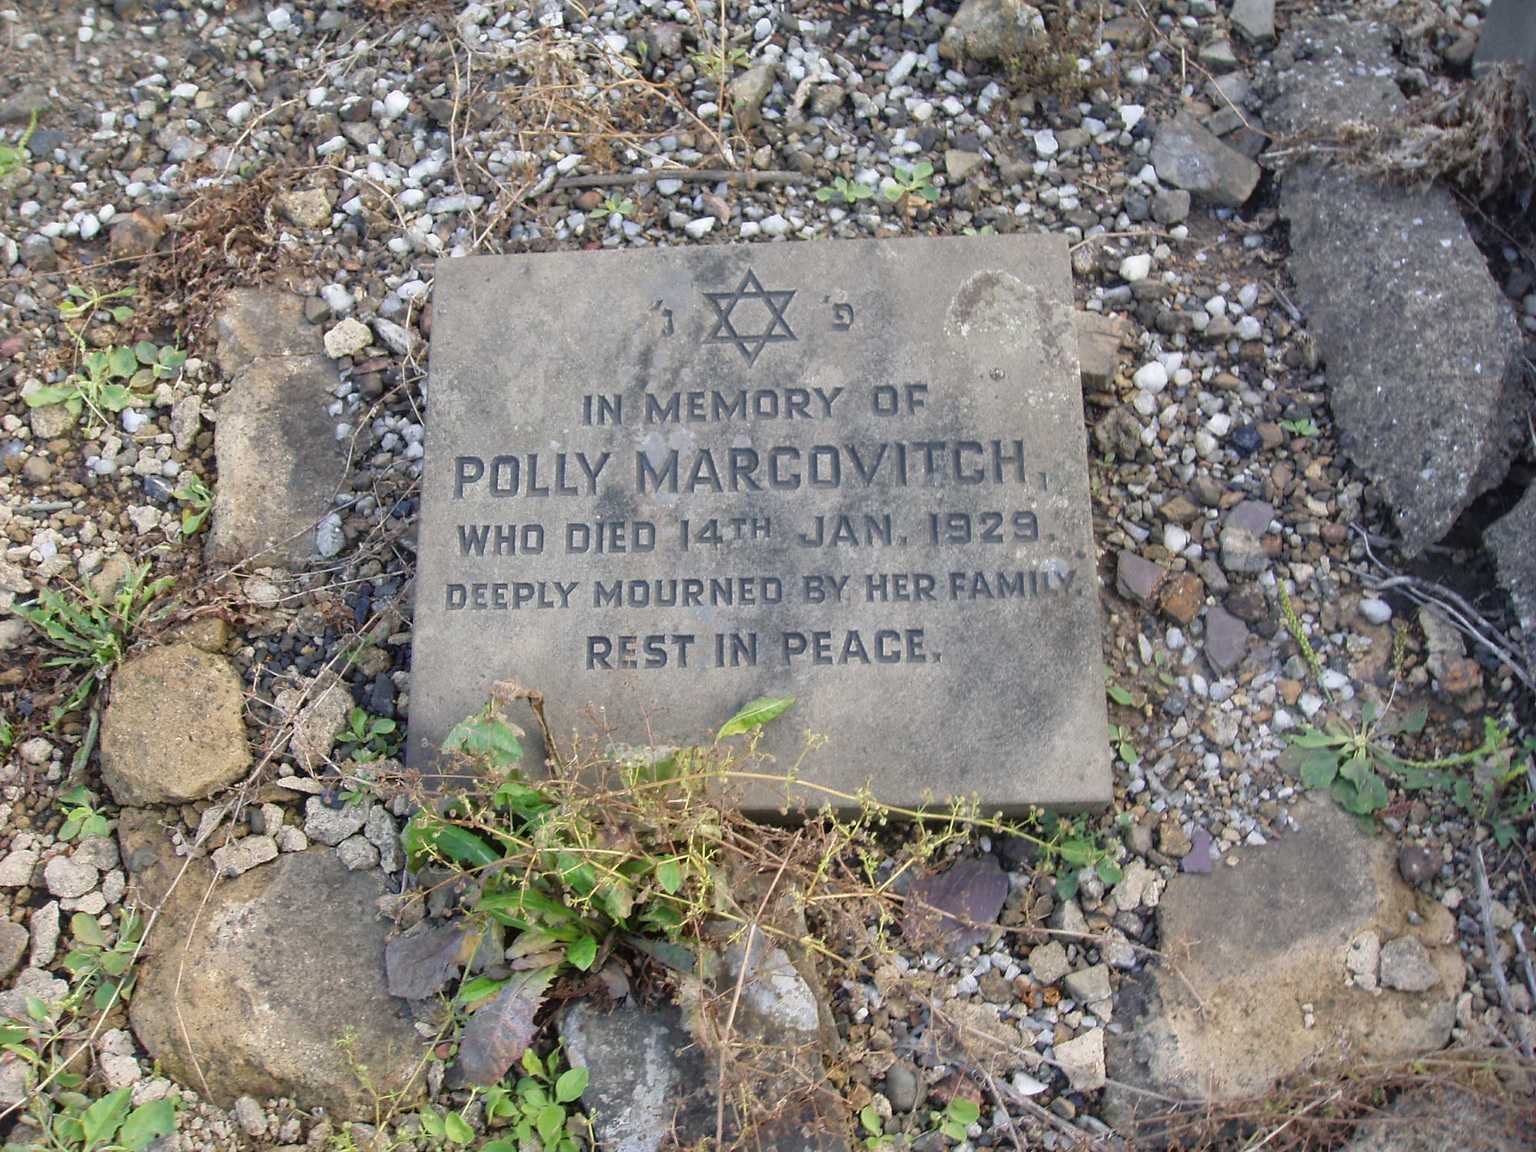 פ׳ נ׳
IN MEMORY OF
POLLY MARCOVITCH,
WHO DIED 14TH JAN. 1929.
DEEPLY MOURNED BY HER FAMILY.
REST IN PEACE.